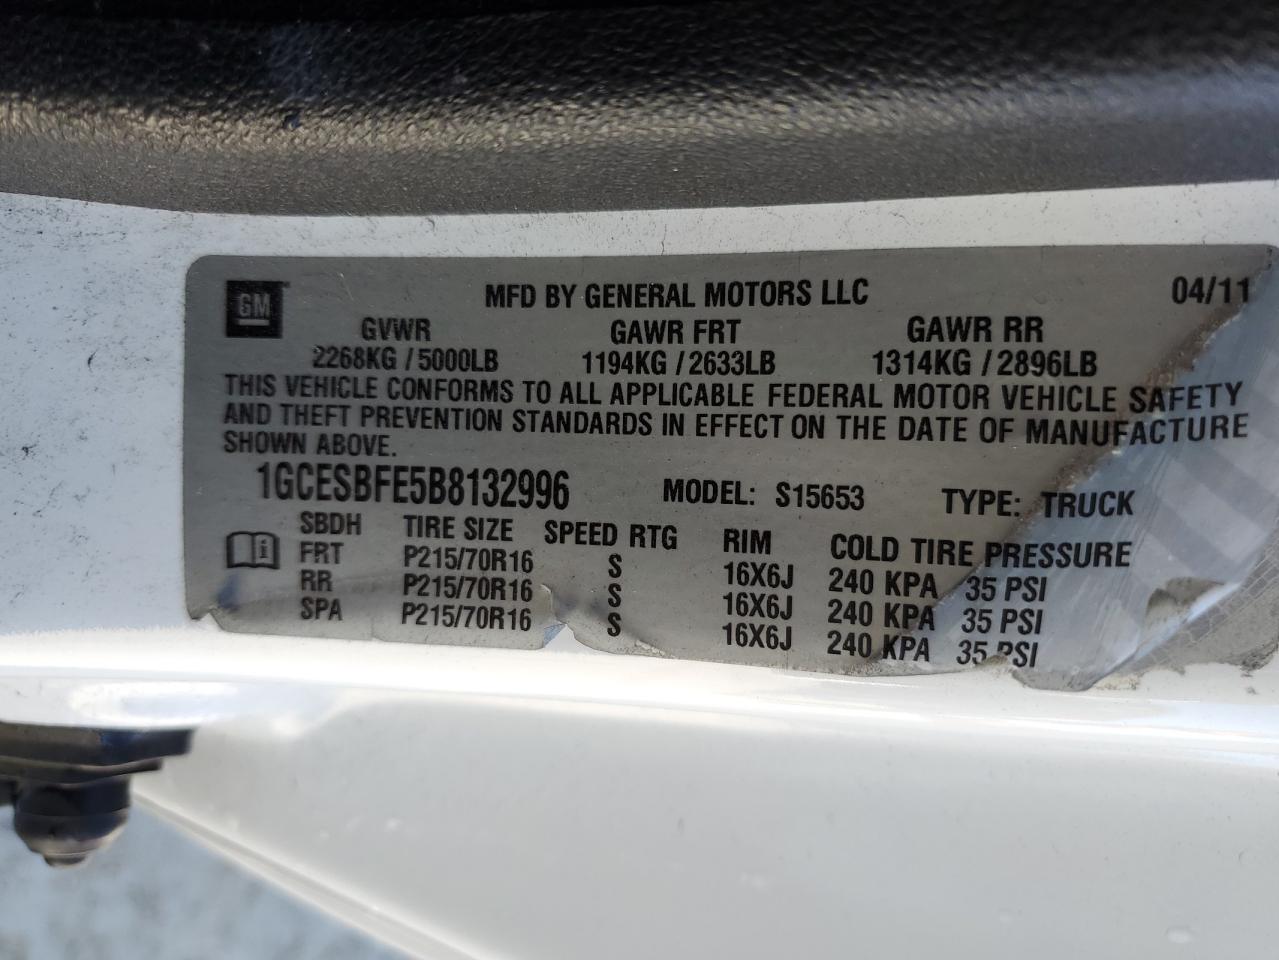 GM MFD BY GENERAL MOTORS LLC 04/11
GVWR GAWR FRT GAWR RR
2268KG / 5000LB 1194KG / 2633LB 1314KG / 2896LB
THIS VEHICLE CONFORMS TO ALL APPLICABLE FEDERAL MOTOR VEHICLE SAFETY
AND THEFT PREVENTION STANDARDS IN EFFECT ON THE DATE OF MANUFACTURE
SHOWN ABOVE.
1GCESBFE5B8132996 MODEL: S15653 TYPE: TRUCK
SBDH TIRE SIZE SPEED RTG RIM COLD TIRE PRESSURE
FRT P215/70R16 S 16X6J 240 KPA 35 PSI
RR P215/70R16 S 16X6J 240 KPA 35 PSI
SPA P215/70R16 S 16X6J 240 KPA 35 PSI